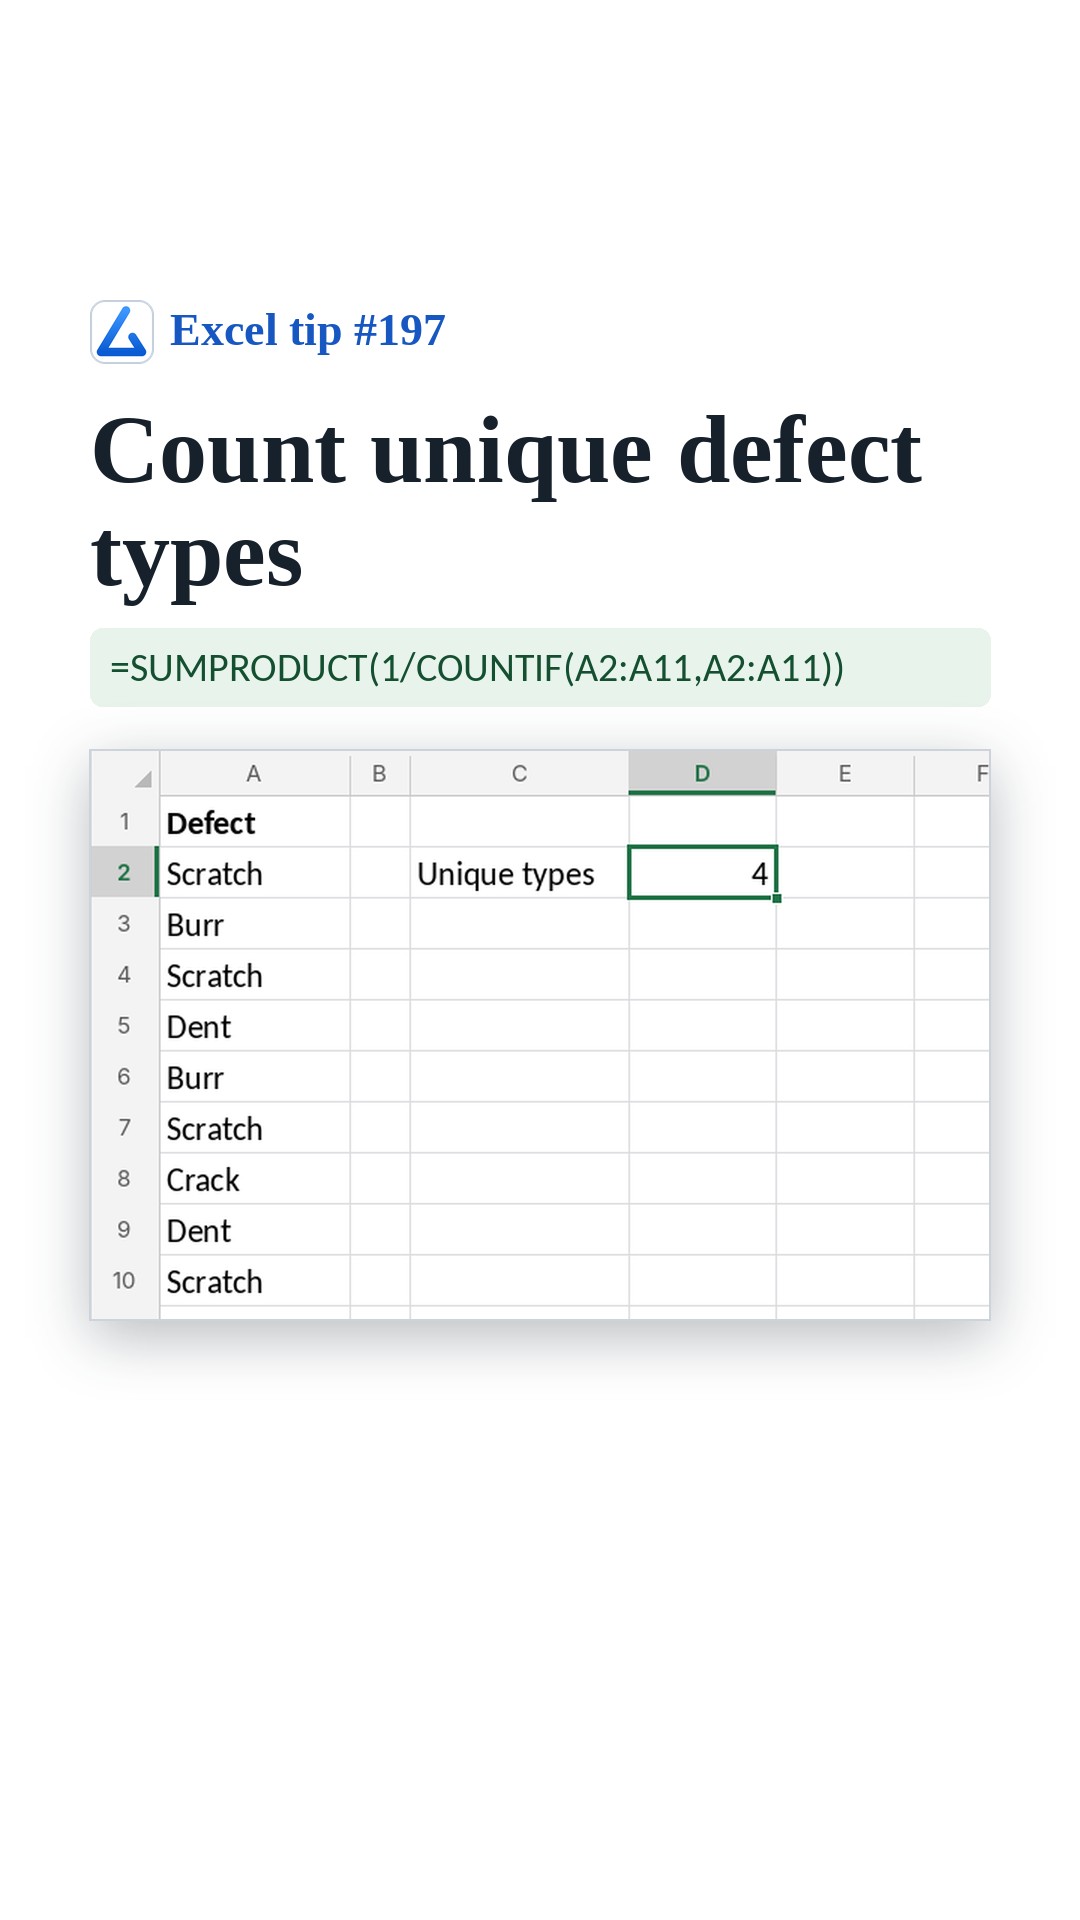 Excel tip #197
Count unique defect
types
=SUMPRODUCT(1/COUNTIF(A2:A11,A2:A11))
A B C D E F
1 Defect
2 Scratch Unique types 4
3 Burr
4 Scratch
5 Dent
6 Burr
7 Scratch
8 Crack
9 Dent
10 Scratch